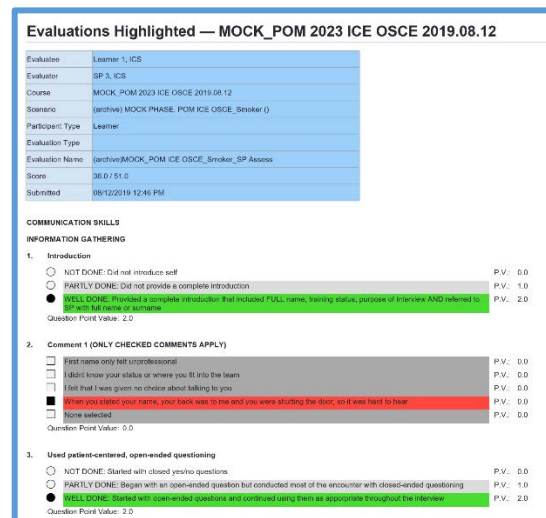 Evaluations Highlighted — MOCK_POM 2023 ICE OSCE 2019.08.12
Evaluatee Learner 1, ICS
Evaluator SP 3, ICS
Course MOCK_POM 2023 ICE OSCE 2019.08.12
Scenario (archive) MOCK PHASE. POM ICE OSCE_Smoker ()
Participant Type Learner
Evaluation Type
Evaluation Name (archive)MOCK_POM ICE OSCE_Smoker_SP Assess
Score 36.0 / 51.0
Submitted 08/12/2019 12:46 PM
COMMUNICATION SKILLS
INFORMATION GATHERING
1. Introduction
NOT DONE: Did not introduce self P.V.: 0.0
PARTLY DONE: Did not provide a complete introduction P.V.: 1.0
WELL DONE: Provided a complete introduction that included FULL name, training status, purpose of interview AND referred to P.V.: 2.0
SP with full name or surname
Question Point Value: 2.0
2. Comment 1 (ONLY CHECKED COMMENTS APPLY)
First name only felt unprofessional P.V.: 0.0
I didnt know your status or where you fit into the team P.V.: 0.0
I felt that I was given no choice about talking to you P.V.: 0.0
When you stated your name, your back was to me and you were shutting the door, so it was hard to hear P.V.: 0.0
None selected P.V.: 0.0
Question Point Value: 0.0
3. Used patient-centered, open-ended questioning
NOT DONE: Started with closed yes/no questions P.V.: 0.0
PARTLY DONE: Began with an open-ended question but conducted most of the encounter with closed-ended questioning P.V.: 1.0
WELL DONE: Started with open-ended questions and continued using them as apporpriate throughout the interview P.V.: 2.0
Question Point Value: 2.0